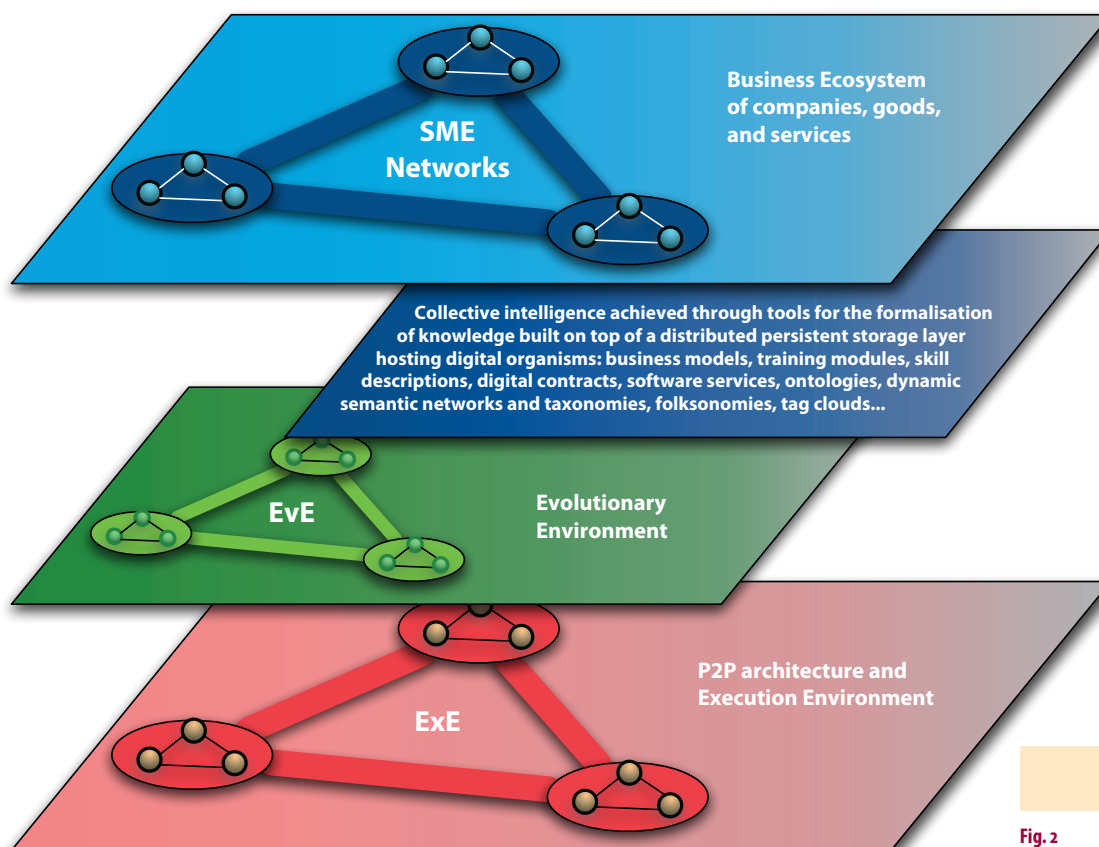 Business Ecosystem
of companies, goods,
and services
SME
Networks
Collective intelligence achieved through tools for the formalisation
of knowledge built on top of a distributed persistent storage layer
hosting digital organisms: business models, training modules, skill
descriptions, digital contracts, software services, ontologies, dynamic
semantic networks and taxonomies, folksonomies, tag clouds...
EvE
Evolutionary
Environment
P2P architecture and
Execution Environment
ExE
Fig. 2